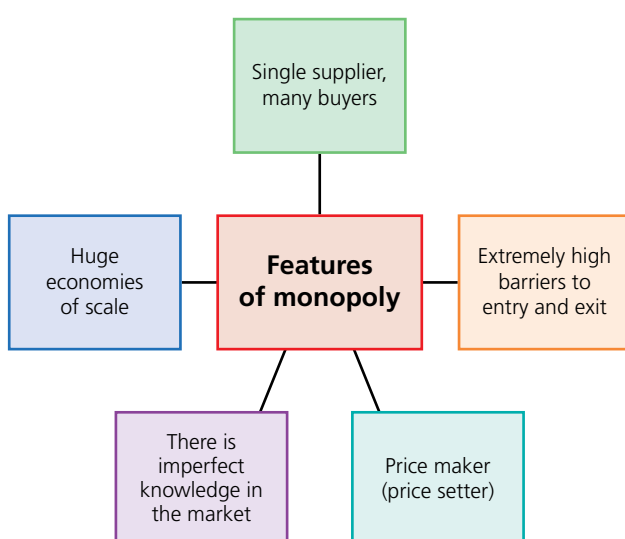 Single supplier,
many buyers
Huge
economies
of scale
Features
of monopoly
Extremely high
barriers to
entry and exit
There is
imperfect
knowledge in
the market
Price maker
(price setter)